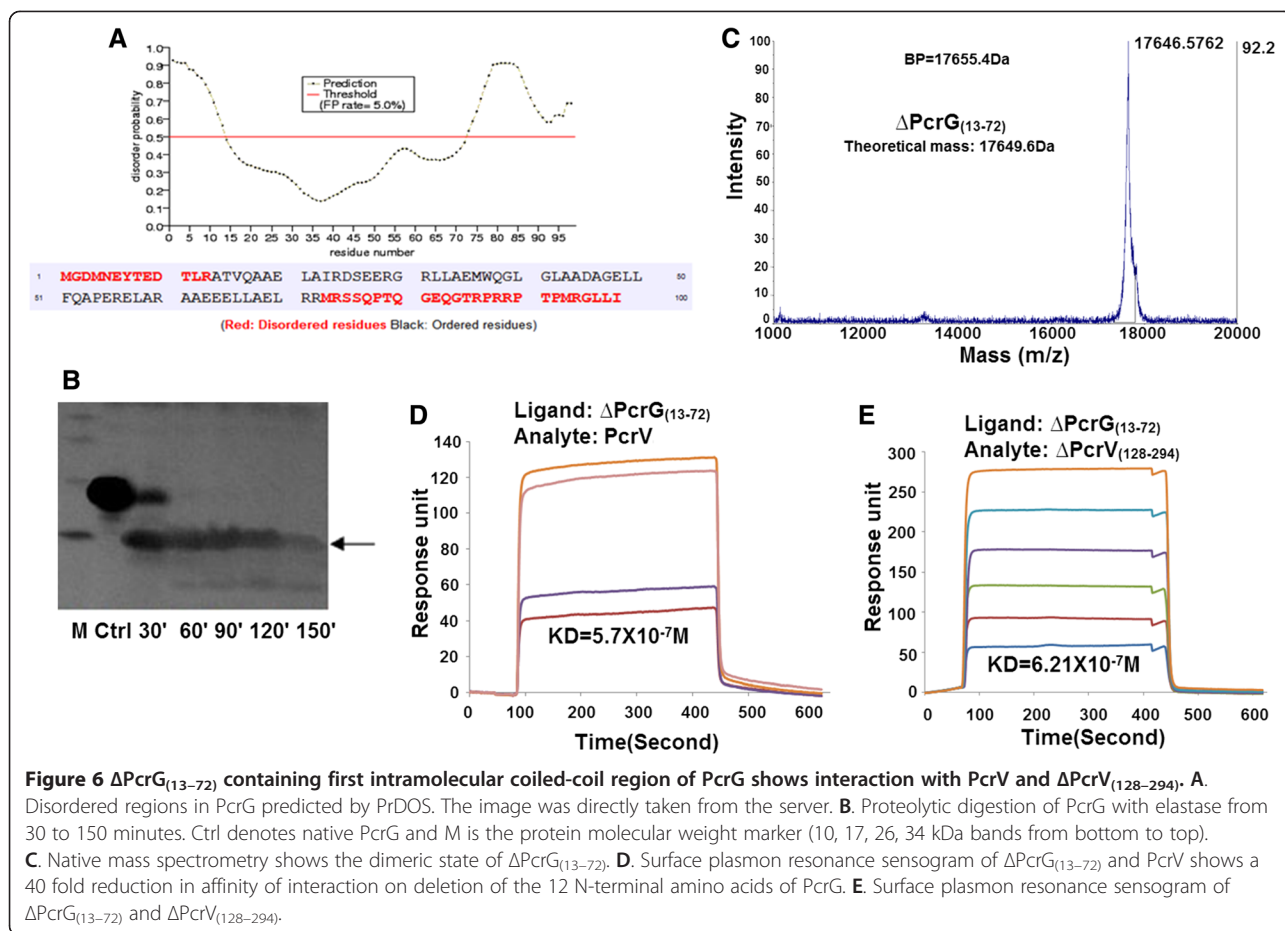 A
1.0
0.9
0.8
0.7
0.6
0.5
0.4
0.3
0.2
0.1
0.0
disorder probability
Prediction
Threshold
(FP rate= 5.0%)
0 5 10 15 20 25 30 35 40 45 50 55 60 65 70 75 80 85 90 95
residue number
1 MGDMNEYTED TLRATVQAAE LAIRDSEERG RLLAEMWQGL GLAADAGELL 50
51 FQAPERELAR AAEEELLAEL RRMRSSQPTQ GEQGTRPRRP TPMRGLLI 100
(Red: Disordered residues Black: Ordered residues)
B
M Ctrl 30' 60' 90' 120' 150'
C
100
90
80
70
60
50
40
30
20
10
0
Intensity
BP=17655.4Da
17646.5762
92.2
ΔPcrG(13-72)
Theoretical mass: 17649.6Da
1000 12000 14000 16000 18000 20000
Mass (m/z)
D
Ligand: ΔPcrG(13-72)
Analyte: PcrV
140
120
100
80
60
40
20
0
Response unit
KD=5.7X10-7M
0 100 200 300 400 500 600
Time(Second)
E
Ligand: ΔPcrG(13-72)
Analyte: ΔPcrV(128-294)
300
250
200
150
100
50
0
Response unit
KD=6.21X10-7M
0 100 200 300 400 500 600
Time(Second)
Figure 6 ΔPcrG(13–72) containing first intramolecular coiled-coil region of PcrG shows interaction with PcrV and ΔPcrV(128–294). A.
Disordered regions in PcrG predicted by PrDOS. The image was directly taken from the server. B. Proteolytic digestion of PcrG with elastase from
30 to 150 minutes. Ctrl denotes native PcrG and M is the protein molecular weight marker (10, 17, 26, 34 kDa bands from bottom to top).
C. Native mass spectrometry shows the dimeric state of ΔPcrG(13–72). D. Surface plasmon resonance sensogram of ΔPcrG(13–72) and PcrV shows a
40 fold reduction in affinity of interaction on deletion of the 12 N-terminal amino acids of PcrG. E. Surface plasmon resonance sensogram of
ΔPcrG(13–72) and ΔPcrV(128–294).